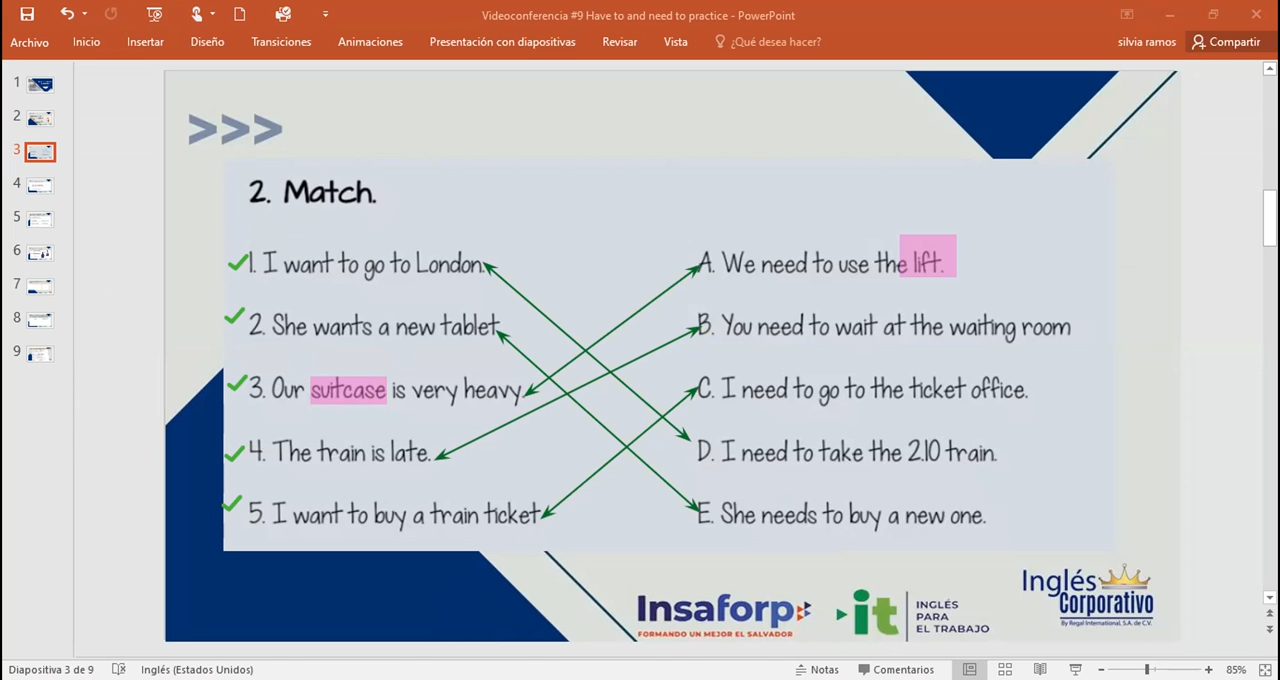 Videoconferencia #9 Have to and need to practice - PowerPoint
Archivo Inicio Insertar Diseño Transiciones Animaciones Presentación con diapositivas Revisar Vista ¿Qué desea hacer? silvia ramos Compartir
1
2
3
4
5
6
7
8
9
>>>
2. Match.
1. I want to go to London.
A. We need to use the lift.
2. She wants a new tablet
B. You need to wait at the waiting room
3. Our suitcase is very heavy.
C. I need to go to the ticket office.
4. The train is late.
D. I need to take the 2.10 train.
5. I want to buy a train ticket
E. She needs to buy a new one.
Insaforp
FORMANDO UN MEJOR EL SALVADOR
it
INGLÉS
PARA
EL TRABAJO
Inglés
Corporativo
By Regal International, S.A. de C.V.
Diapositiva 3 de 9 Inglés (Estados Unidos) Notas Comentarios 85%